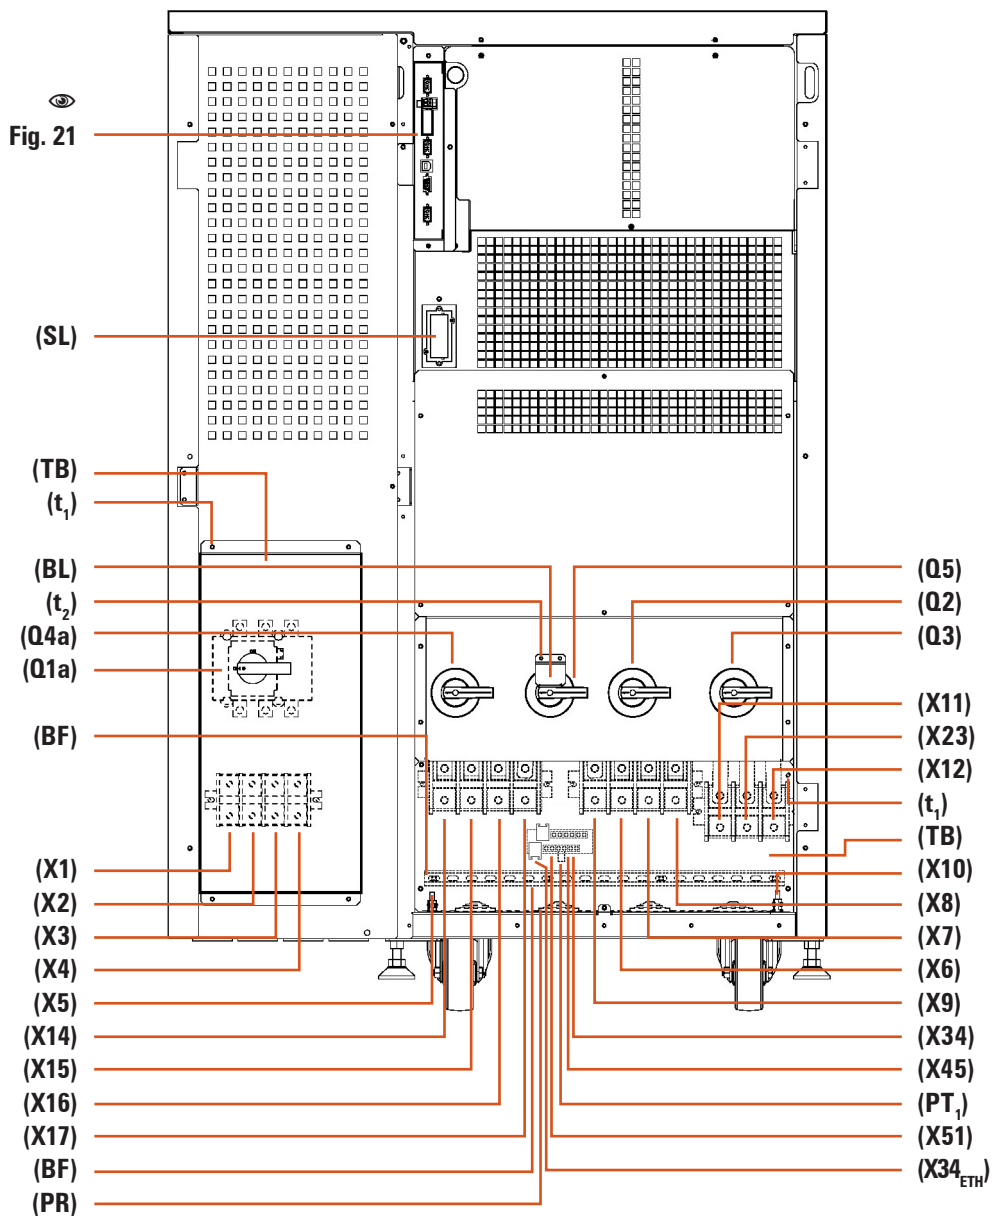 Fig. 21
(SL)
(TB)
(t₁)
(BL)
(t₂)
(Q4a)
(Q1a)
(BF)
(X1)
(X2)
(X3)
(X4)
(X5)
(X14)
(X15)
(X16)
(X17)
(BF)
(PR)
(Q5)
(Q2)
(Q3)
(X11)
(X23)
(X12)
(t₁)
(TB)
(X10)
(X8)
(X7)
(X6)
(X9)
(X34)
(X45)
(PT₁)
(X51)
(X34ETH)